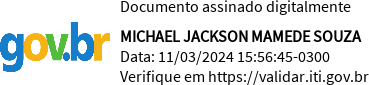 Documento assinado digitalmente
gov.br
MICHAEL JACKSON MAMEDE SOUZA
Data: 11/03/2024 15:56:45-0300
Verifique em https://validar.iti.gov.br